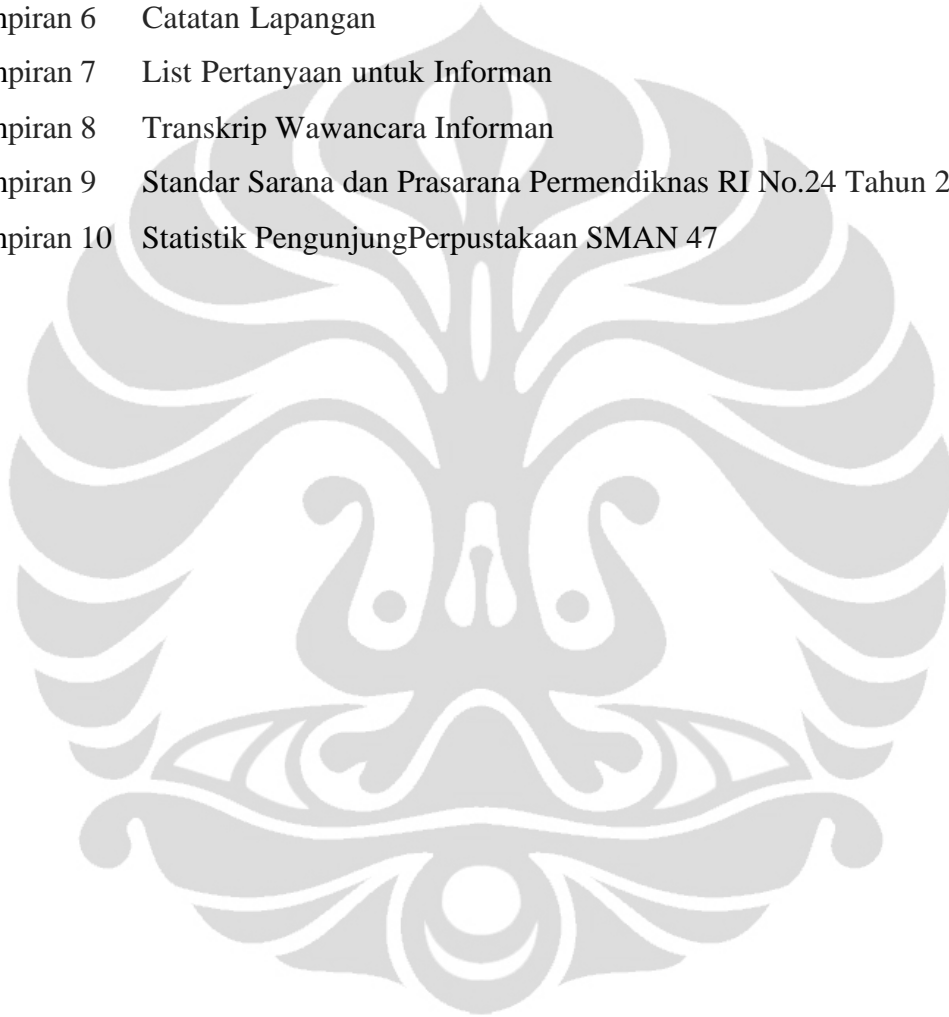 npiran 6 Catatan Lapangan
npiran 7 List Pertanyaan untuk Informan
npiran 8 Transkrip Wawancara Informan
npiran 9 Standar Sarana dan Prasarana Permendiknas RI No.24 Tahun 2
npiran 10 Statistik PengunjungPerpustakaan SMAN 47